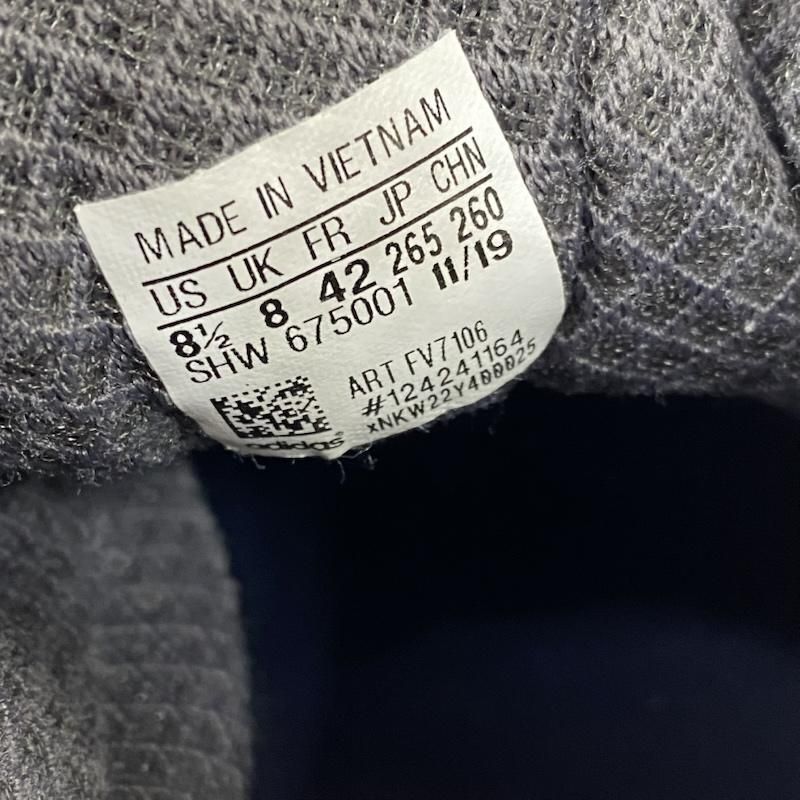 MADE IN VIETNAM
US UK FR JP CHN
8½ 8 42 265 260
SHW 675001 11/19
ART FV7106
#124241164
xNKW22Y400025
adidas